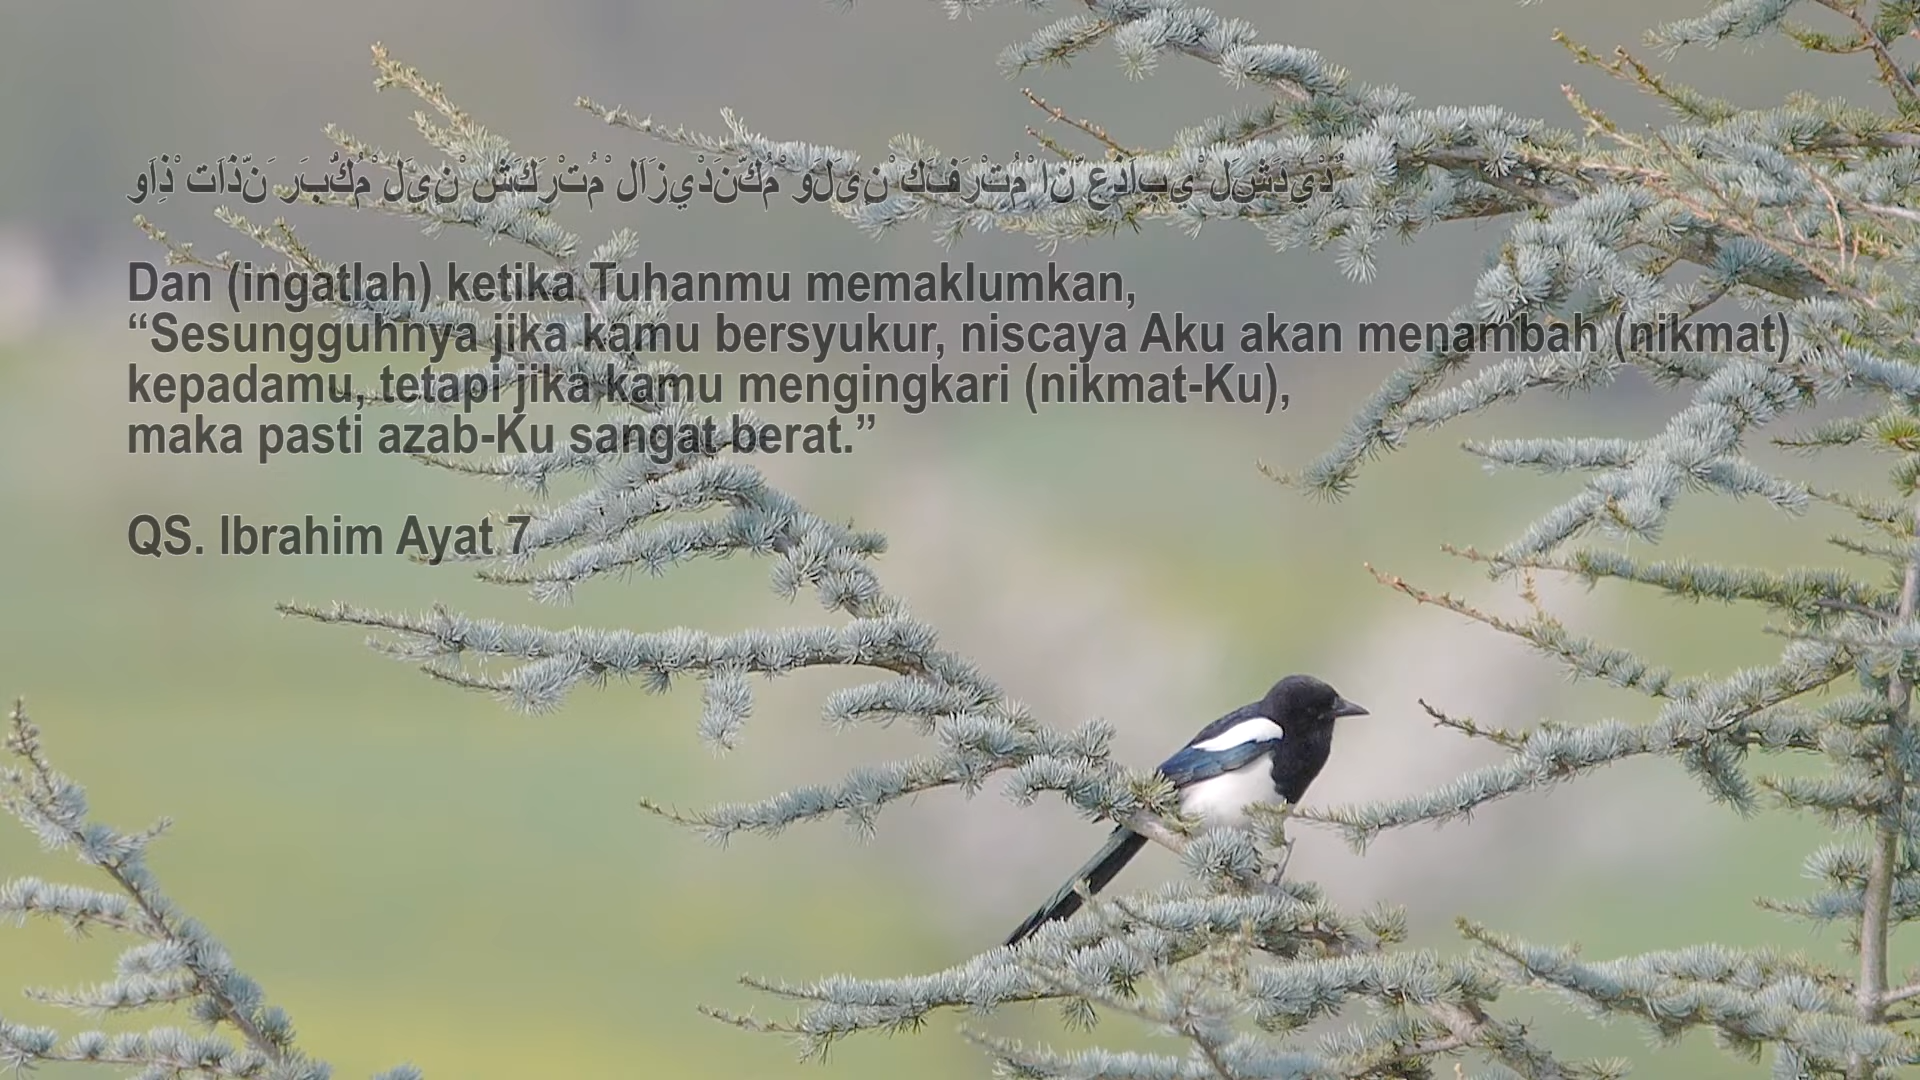 وَاِذْ تَاَذَّنَ رَبُّكُمْ لَىِٕنْ شَكَرْتُمْ لَاَزِيْدَنَّكُمْ وَلَىِٕنْ كَفَرْتُمْ اِنَّ عَذَابِيْ لَشَدِيْدٌ
Dan (ingatlah) ketika Tuhanmu memaklumkan,
“Sesungguhnya jika kamu bersyukur, niscaya Aku akan menambah (nikmat)
kepadamu, tetapi jika kamu mengingkari (nikmat-Ku),
maka pasti azab-Ku sangat berat.”
QS. Ibrahim Ayat 7